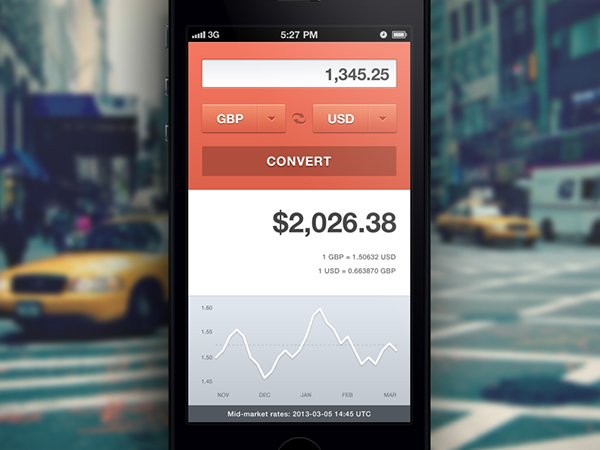 3G 5:27 PM
1,345.25
GBP USD
CONVERT
$2,026.38
1 GBP = 1.50632 USD
1 USD = 0.663870 GBP
1.60
1.55
1.50
1.45
NOV DEC JAN FEB MAR
Mid-market rates: 2013-03-05 14:45 UTC